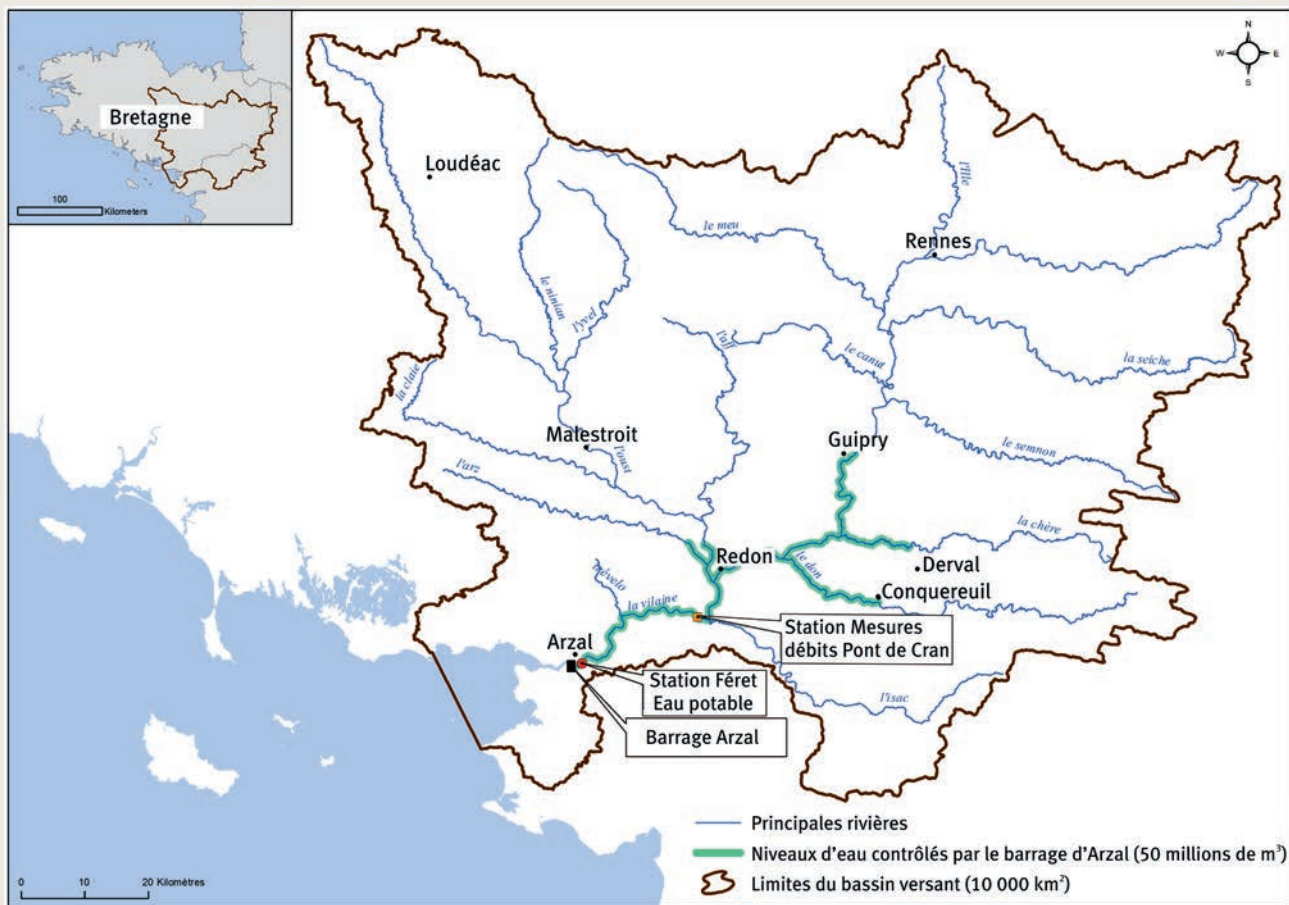 N
W E
S
Bretagne
100
Kilometers
Loudéac
l'Ille
le meu
Rennes
le ninian
l'yvel
l'aff
le canut
la seiche
la claie
Malestroit
l'oust
Guipry
le semnon
l'arz
la chère
Redon
le don
Derval
Conquereuil
trévelo
la vilaine
Station Mesures
débits Pont de Cran
Arzal
Station Féret
Eau potable
l'isac
Barrage Arzal
Principales rivières
Niveaux d'eau contrôlés par le barrage d'Arzal (50 millions de m³)
Limites du bassin versant (10 000 km²)
0 10 20 Kilomètres